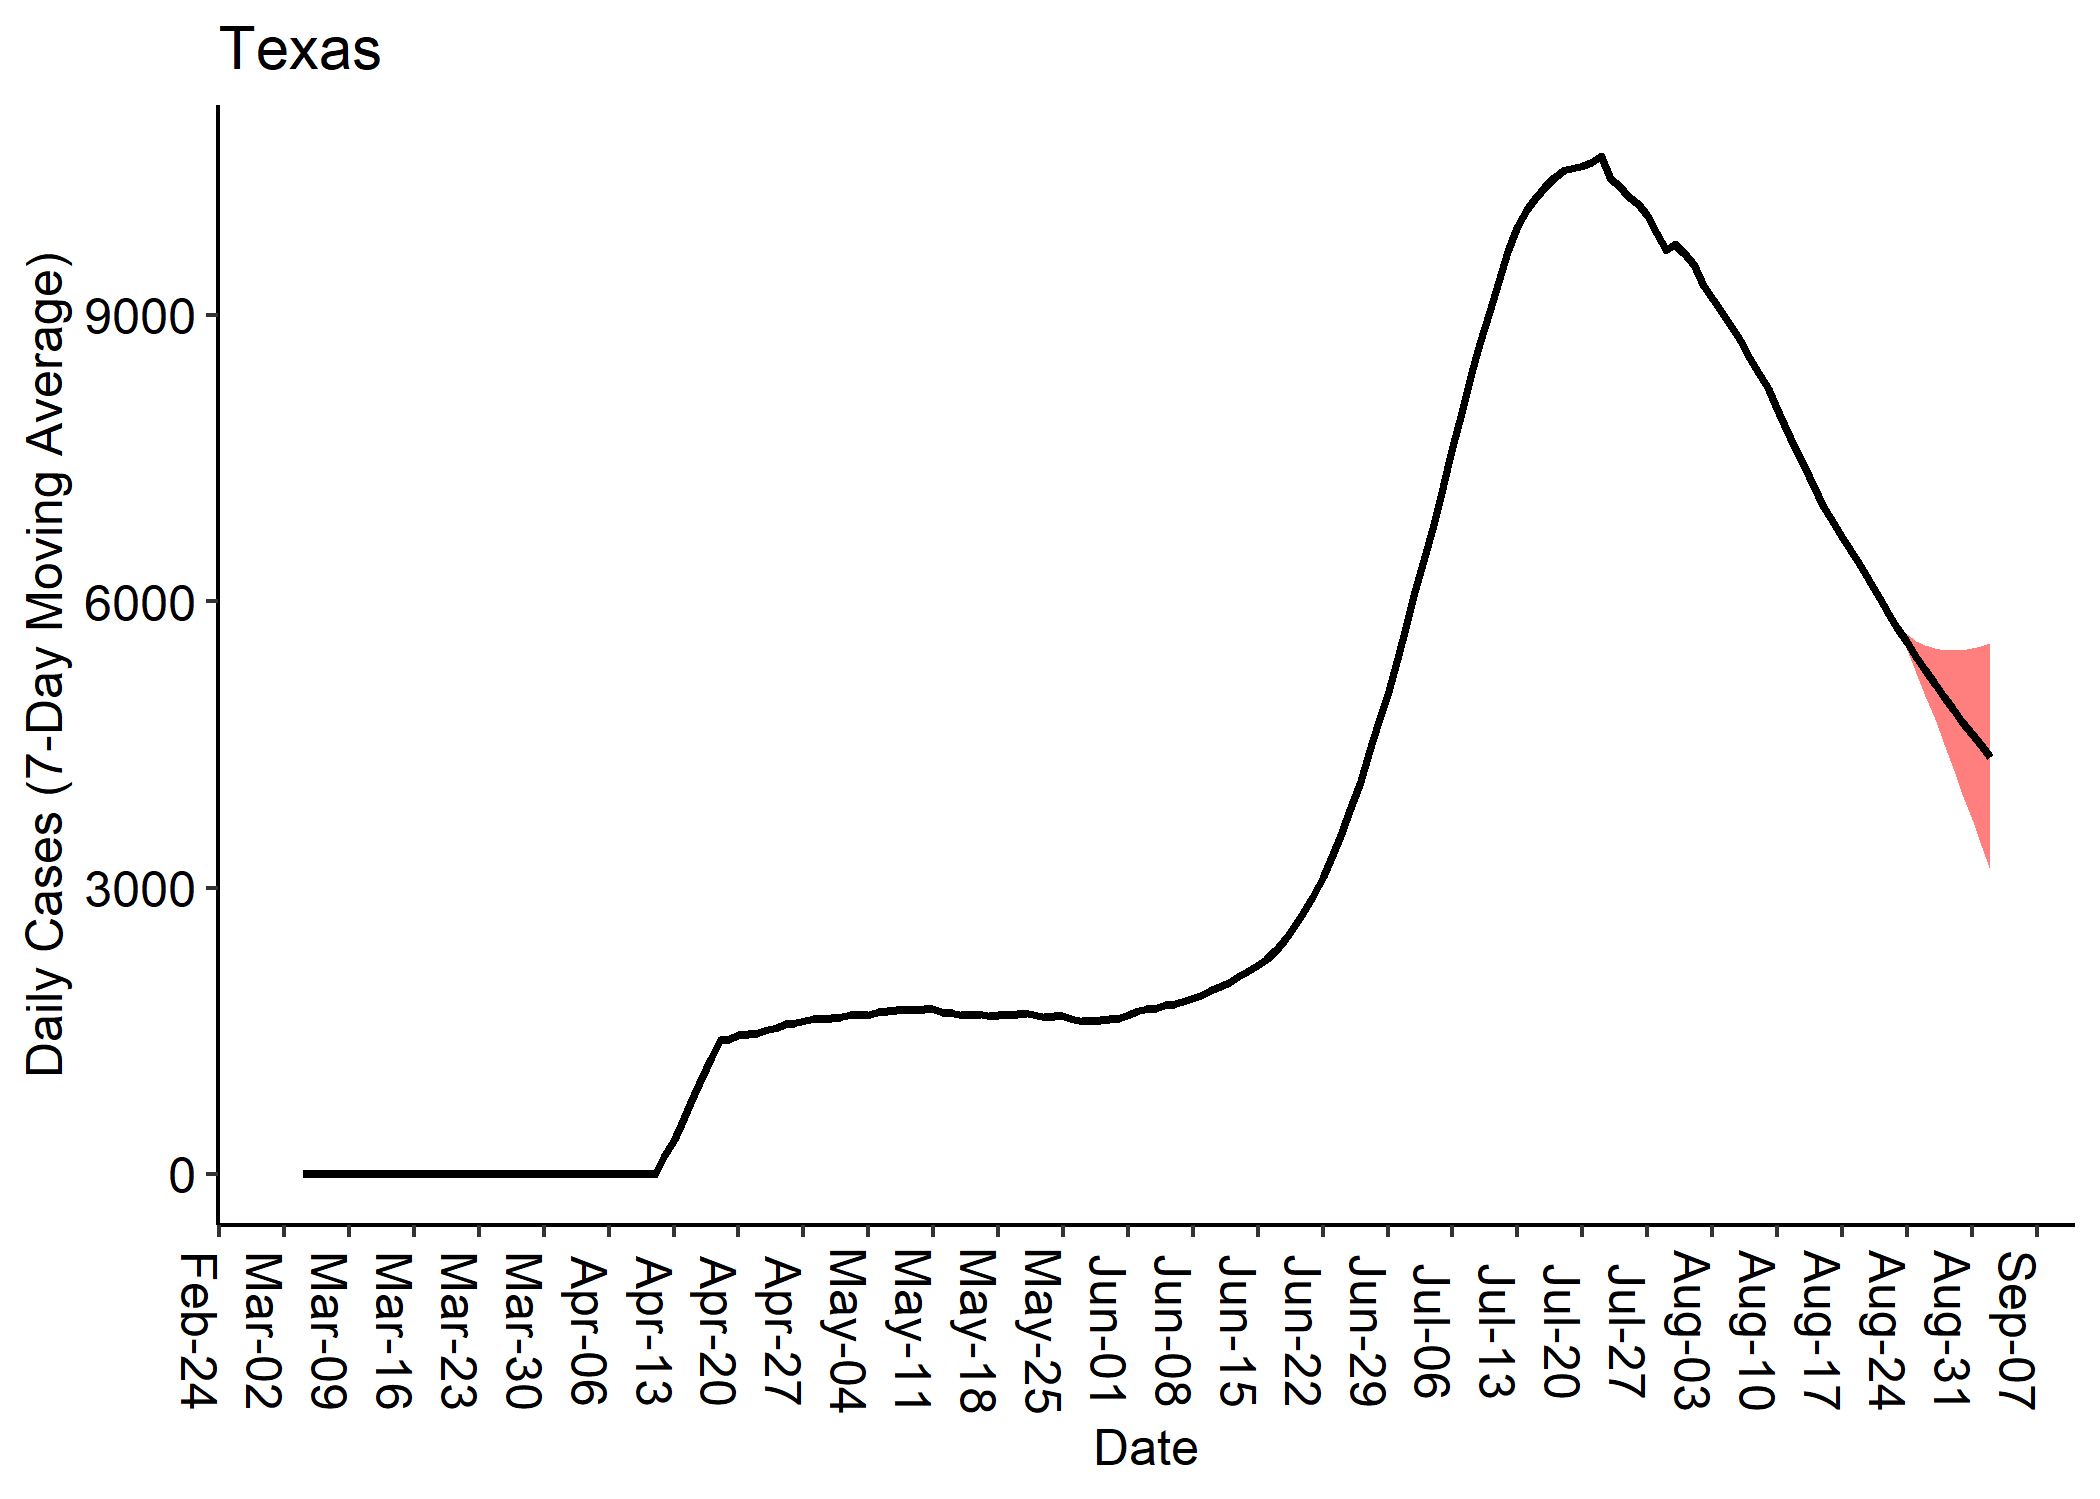 Texas
Daily Cases (7-Day Moving Average)
9000
6000
3000
0
Feb-24
Mar-02
Mar-09
Mar-16
Mar-23
Mar-30
Apr-06
Apr-13
Apr-20
Apr-27
May-04
May-11
May-18
May-25
Jun-01
Jun-08
Jun-15
Jun-22
Jun-29
Jul-06
Jul-13
Jul-20
Jul-27
Aug-03
Aug-10
Aug-17
Aug-24
Aug-31
Sep-07
Date